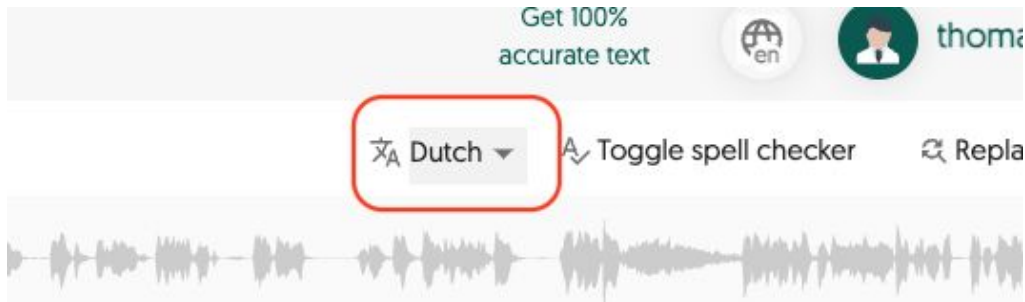 Get 100%
accurate text
en
thoma
Dutch
Toggle spell checker
Repla